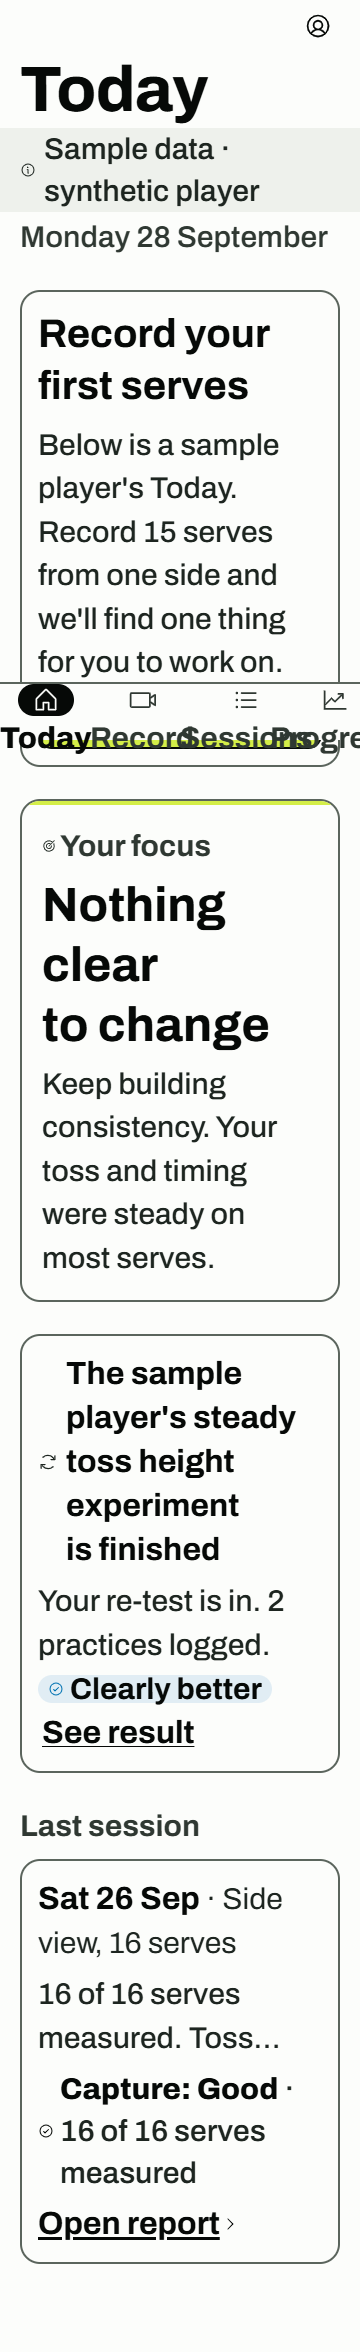 Today
Sample data ·
synthetic player
Monday 28 September
Record your
first serves
Below is a sample
player's Today.
Record 15 serves
from one side and
we'll find one thing
for you to work on.
Today Record Sessions Progre
Your focus
Nothing
clear
to change
Keep building
consistency. Your
toss and timing
were steady on
most serves.
The sample
player's steady
toss height
experiment
is finished
Your re-test is in. 2
practices logged.
Clearly better
See result
Last session
Sat 26 Sep · Side
view, 16 serves
16 of 16 serves
measured. Toss...
Capture: Good ·
16 of 16 serves
measured
Open report